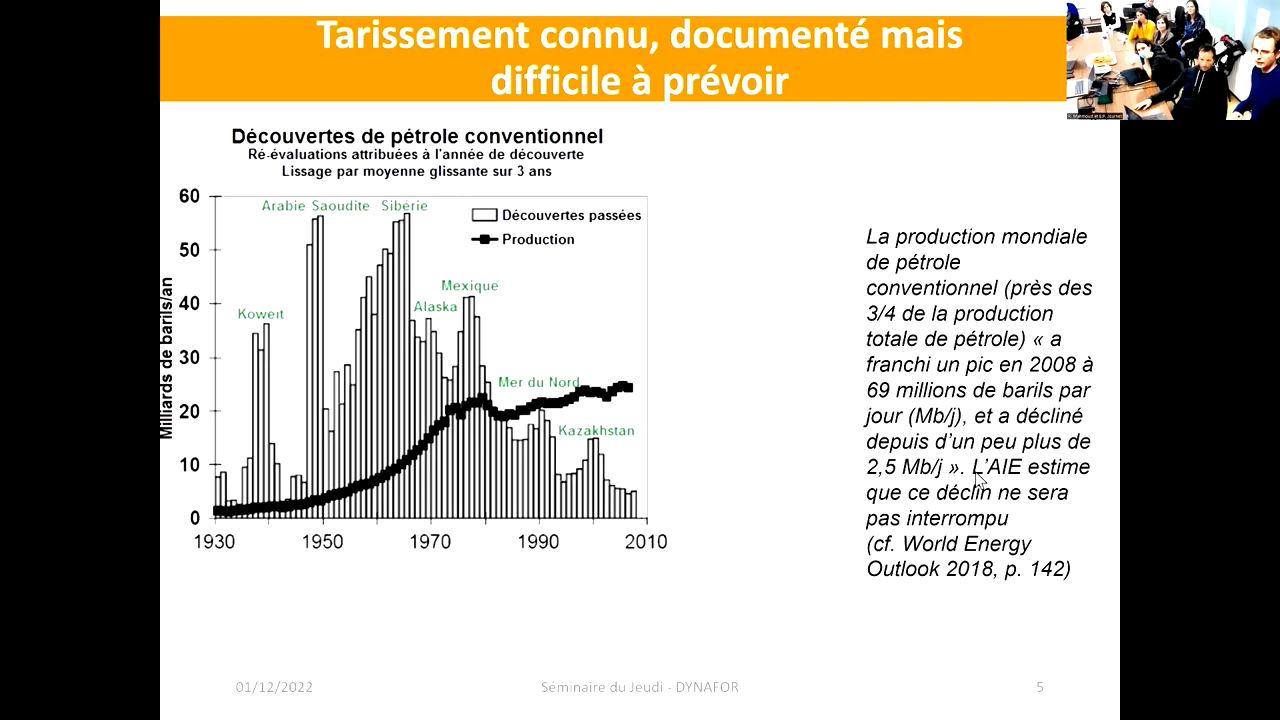 Tarissement connu, documenté mais
difficile à prévoir
Découvertes de pétrole conventionnel
Ré-évaluations attribuées à l'année de découverte
Lissage par moyenne glissante sur 3 ans
Milliards de barils/an
60
50
40
30
20
10
0
1930
1950
1970
1990
2010
Arabie Saoudite
Sibérie
Découvertes passées
Production
Koweit
Mexique
Alaska
Mer du Nord
Kazakhstan
La production mondiale
de pétrole
conventionnel (près des
3/4 de la production
totale de pétrole) « a
franchi un pic en 2008 à
69 millions de barils par
jour (Mb/j), et a décliné
depuis d'un peu plus de
2,5 Mb/j ». L'AIE estime
que ce déclin ne sera
pas interrompu
(cf. World Energy
Outlook 2018, p. 142)
01/12/2022
Séminaire du Jeudi - DYNAFOR
5